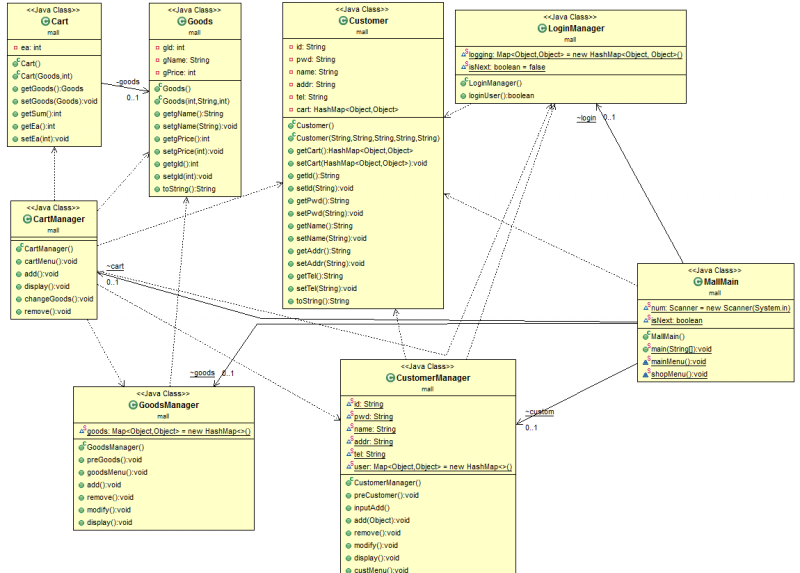 <<Java Class>>
Cart
mall
ea: int
Cart()
Cart(Goods,int)
getGoods():Goods
setGoods(Goods):void
getSum():int
getEa():int
setEa(int):void
~goods
0..1
<<Java Class>>
Goods
mall
gId: int
gName: String
gPrice: int
Goods()
Goods(int,String,int)
getgName():String
setgName(String):void
getgPrice():int
setgPrice(int):void
getgId():int
setgId(int):void
toString():String
<<Java Class>>
Customer
mall
id: String
pwd: String
name: String
addr: String
tel: String
cart: HashMap<Object,Object>
Customer()
Customer(String,String,String,String,String)
getCart():HashMap<Object,Object>
setCart(HashMap<Object,Object>):void
getId():String
setId(String):void
getPwd():String
setPwd(String):void
getName():String
setName(String):void
getAddr():String
setAddr(String):void
getTel():String
setTel(String):void
toString():String
<<Java Class>>
LoginManager
mall
logging: Map<Object,Object> = new HashMap<Object, Object>()
isNext: boolean = false
LoginManager()
loginUser():boolean
~login
0..1
<<Java Class>>
CartManager
mall
CartManager()
cartMenu():void
add():void
display():void
changeGoods():void
remove():void
~cart
0..1
<<Java Class>>
MallMain
mall
num: Scanner = new Scanner(System.in)
isNext: boolean
MallMain()
main(String[]):void
mainMenu():void
shopMenu():void
~goods
0..1
<<Java Class>>
GoodsManager
mall
goods: Map<Object,Object> = new HashMap<>()
GoodsManager()
preGoods():void
goodsMenu():void
add():void
remove():void
modify():void
display():void
<<Java Class>>
CustomerManager
mall
id: String
pwd: String
name: String
addr: String
tel: String
user: Map<Object,Object> = new HashMap<>()
CustomerManager()
preCustomer():void
inputAdd()
add(Object):void
remove():void
modify():void
display():void
custMenu():void
~custom
0..1